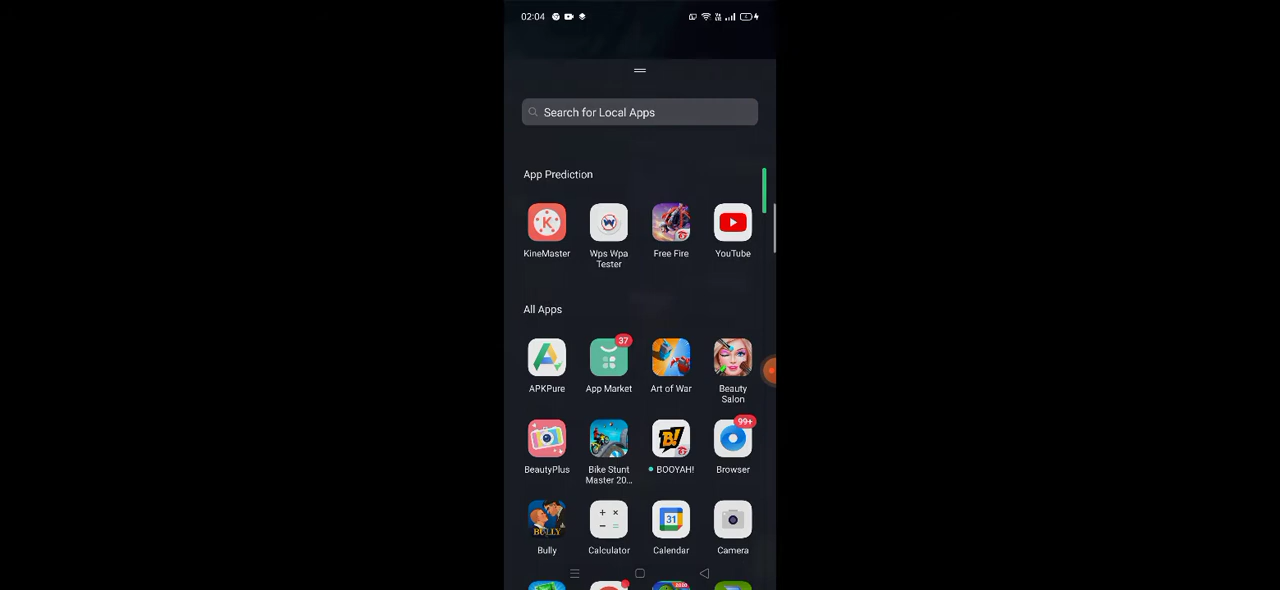 02:04
Search for Local Apps
App Prediction
KineMaster
Wps Wpa
Tester
Free Fire
YouTube
All Apps
APKPure
37
App Market
Art of War
Beauty
Salon
BeautyPlus
Bike Stunt
Master 20...
BOOYAH!
99+
Browser
BULLY
Bully
Calculator
31
Calendar
Camera